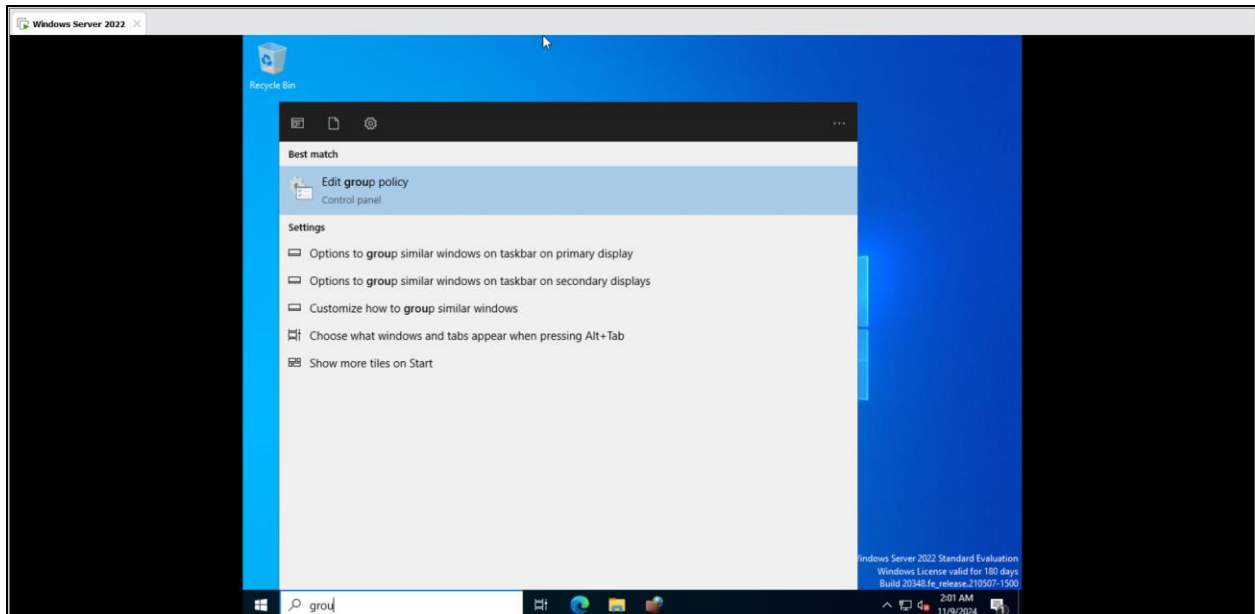 Windows Server 2022
Recycle Bin
Best match
Edit group policy
Control panel
Settings
Options to group similar windows on taskbar on primary display
Options to group similar windows on taskbar on secondary displays
Customize how to group similar windows
Choose what windows and tabs appear when pressing Alt+Tab
Show more tiles on Start
indows Server 2022 Standard Evaluation
Windows License valid for 180 days
Build 20348.fe_release.210507-1500
grou
2:01 AM
11/9/2024